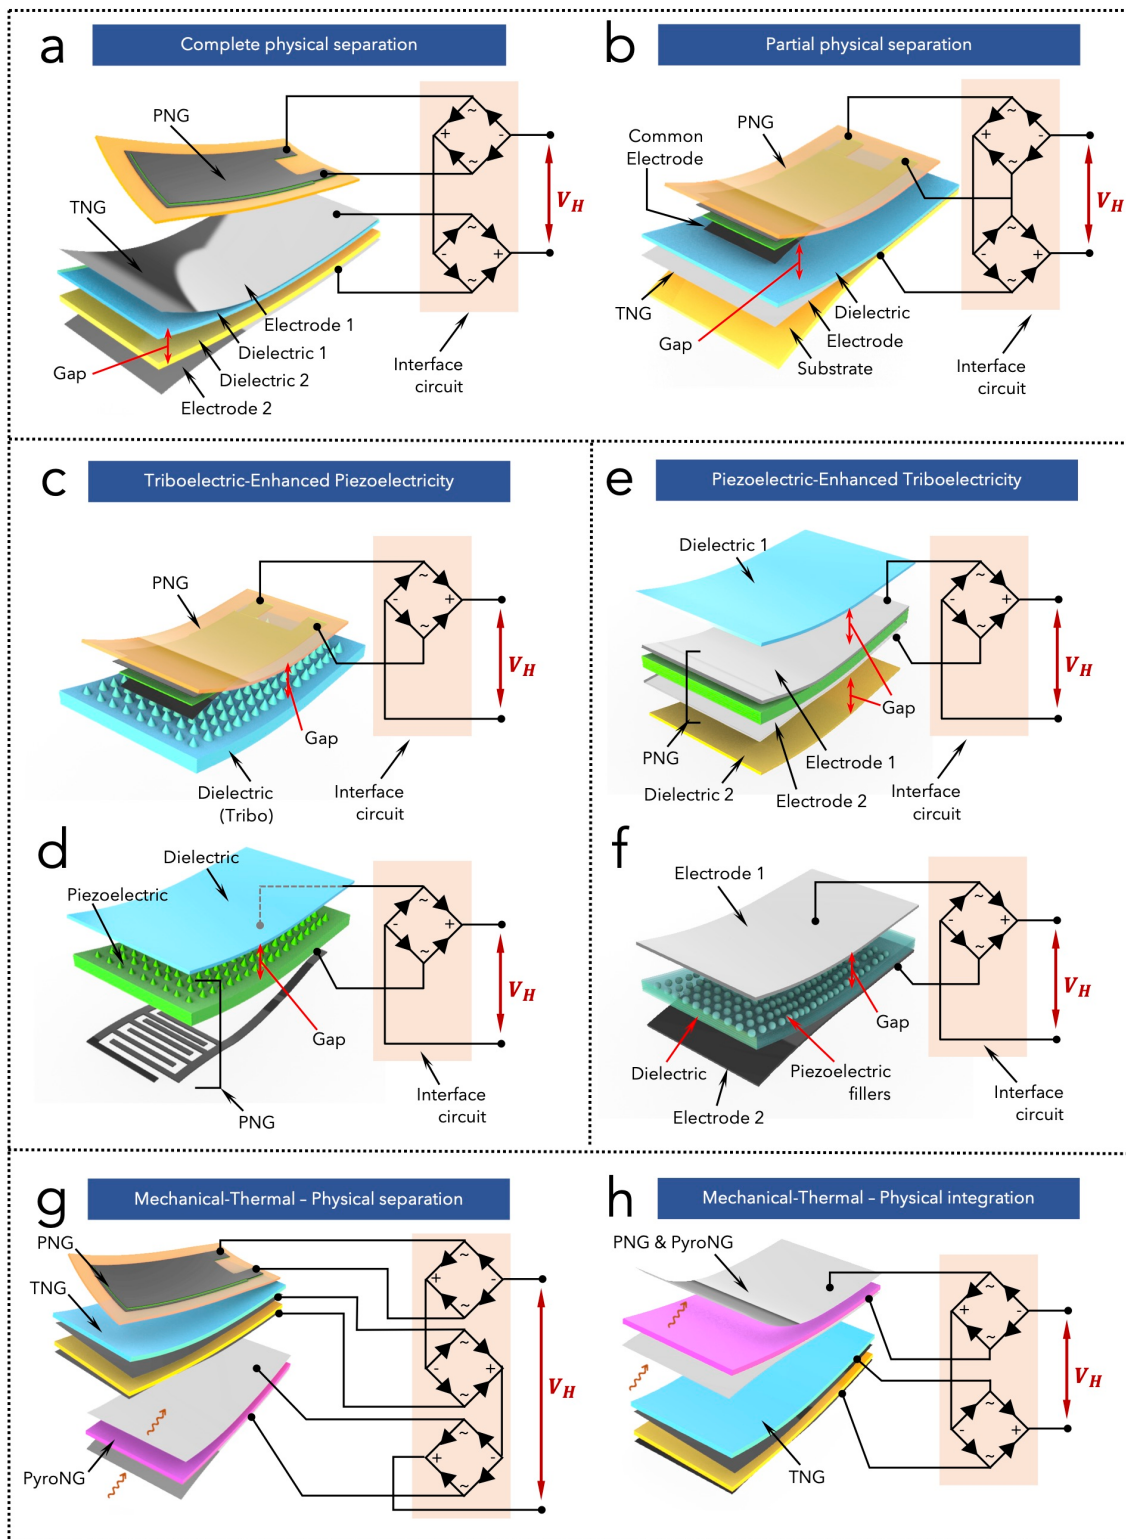 a
Complete physical separation
PNG
TNG
Electrode 1
Dielectric 1
Dielectric 2
Electrode 2
Gap
Interface
circuit
~
+
-
~
~
-
+
~
V_H
b
Partial physical separation
PNG
Common
Electrode
TNG
Gap
Dielectric
Electrode
Substrate
Interface
circuit
~
+
-
~
~
-
+
~
V_H
c
Triboelectric-Enhanced Piezoelectricity
PNG
Gap
Dielectric
(Tribo)
Interface
circuit
~
-
+
~
V_H
d
Dielectric
Piezoelectric
Gap
PNG
Interface
circuit
~
-
+
~
V_H
e
Piezoelectric-Enhanced Triboelectricity
Dielectric 1
Gap
PNG
Electrode 1
Dielectric 2
Electrode 2
Interface
circuit
~
-
+
~
V_H
f
Electrode 1
Gap
Dielectric
Piezoelectric
fillers
Electrode 2
Interface
circuit
~
-
+
~
V_H
g
Mechanical-Thermal – Physical separation
PNG
TNG
PyroNG
~
+
-
~
~
-
+
~
~
+
-
~
V_H
h
Mechanical-Thermal – Physical integration
PNG & PyroNG
TNG
~
+
-
~
~
-
+
~
V_H